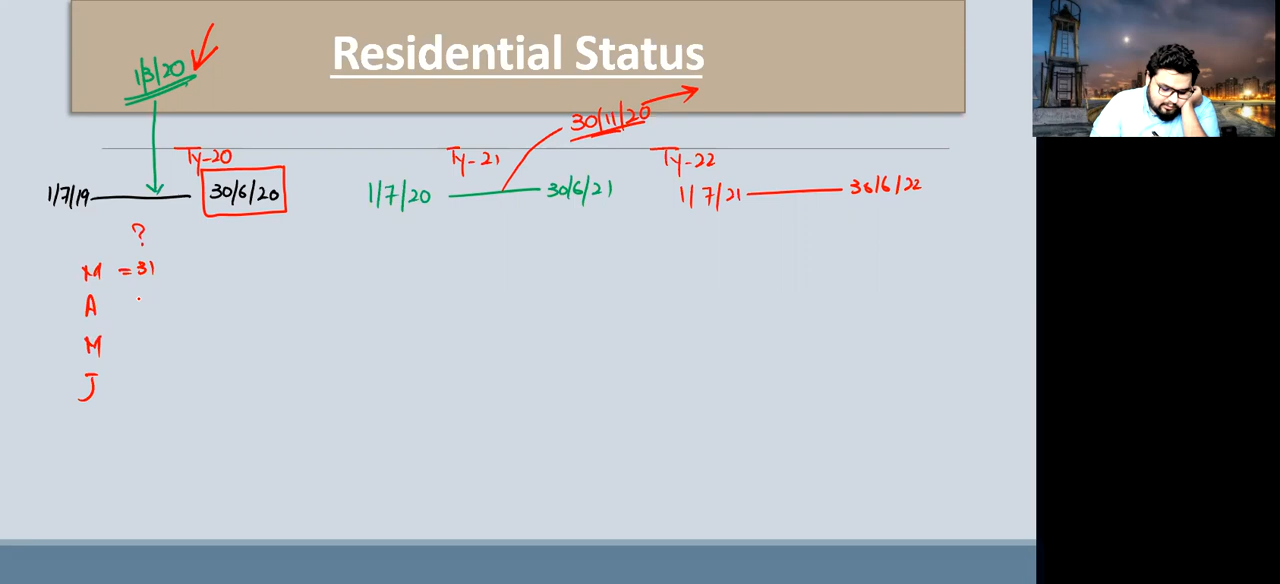 Residential Status
1/3/20
30/11/20
Ty-20
Ty-21
Ty-22
1/7/19 30/6/20
1/7/20 30/6/21
1/7/21 30/6/22
?
M = 31
A
M
J